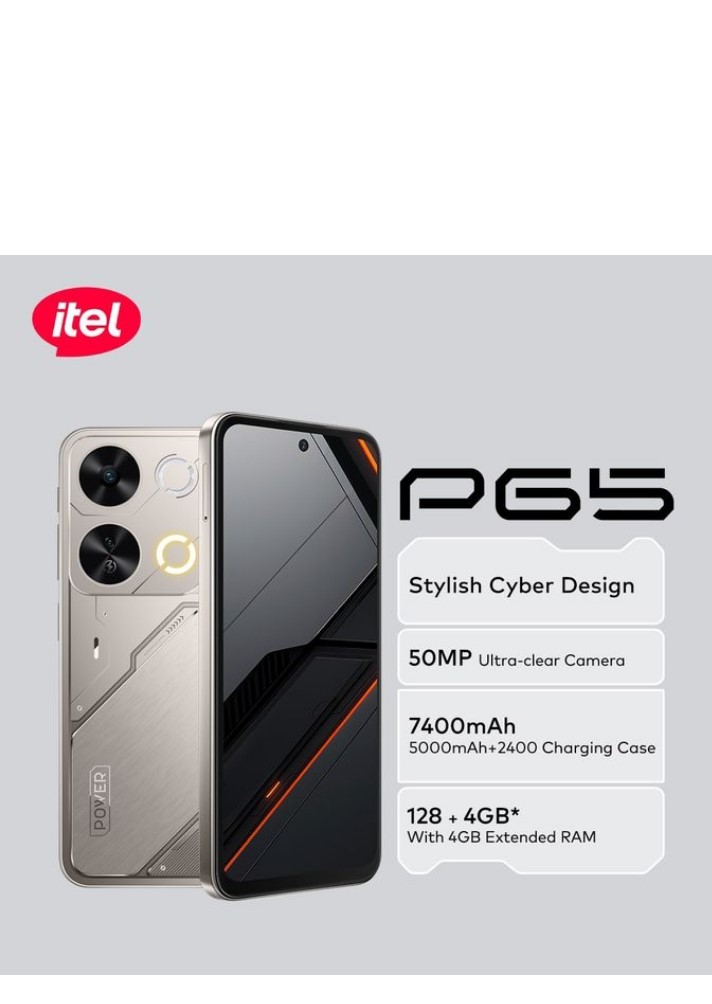 itel
P65
Stylish Cyber Design
50MP Ultra-clear Camera
7400mAh
5000mAh+2400 Charging Case
128 + 4GB*
With 4GB Extended RAM
POWER